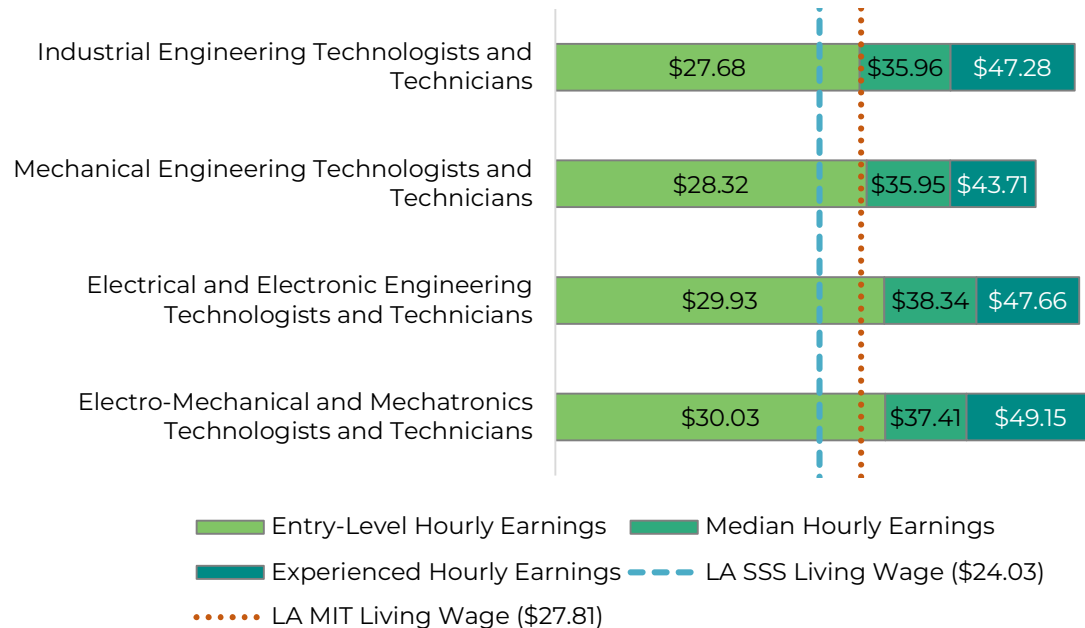 Industrial Engineering Technologists and
Technicians
$27.68 $35.96 $47.28
Mechanical Engineering Technologists and
Technicians
$28.32 $35.95 $43.71
Electrical and Electronic Engineering
Technologists and Technicians
$29.93 $38.34 $47.66
Electro-Mechanical and Mechatronics
Technologists and Technicians
$30.03 $37.41 $49.15
Entry-Level Hourly Earnings Median Hourly Earnings
Experienced Hourly Earnings LA SSS Living Wage ($24.03)
LA MIT Living Wage ($27.81)